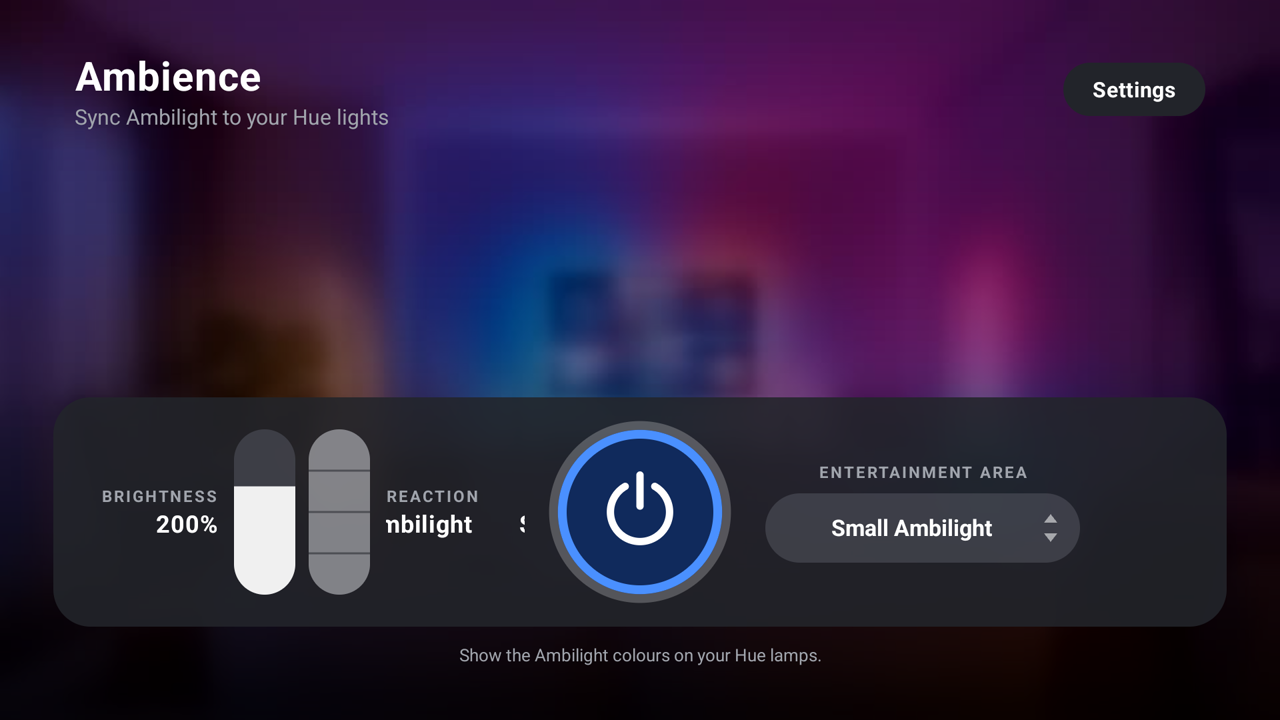 Ambience
Sync Ambilight to your Hue lights
Settings
BRIGHTNESS
200%
REACTION
mbilight
ENTERTAINMENT AREA
Small Ambilight
Show the Ambilight colours on your Hue lamps.